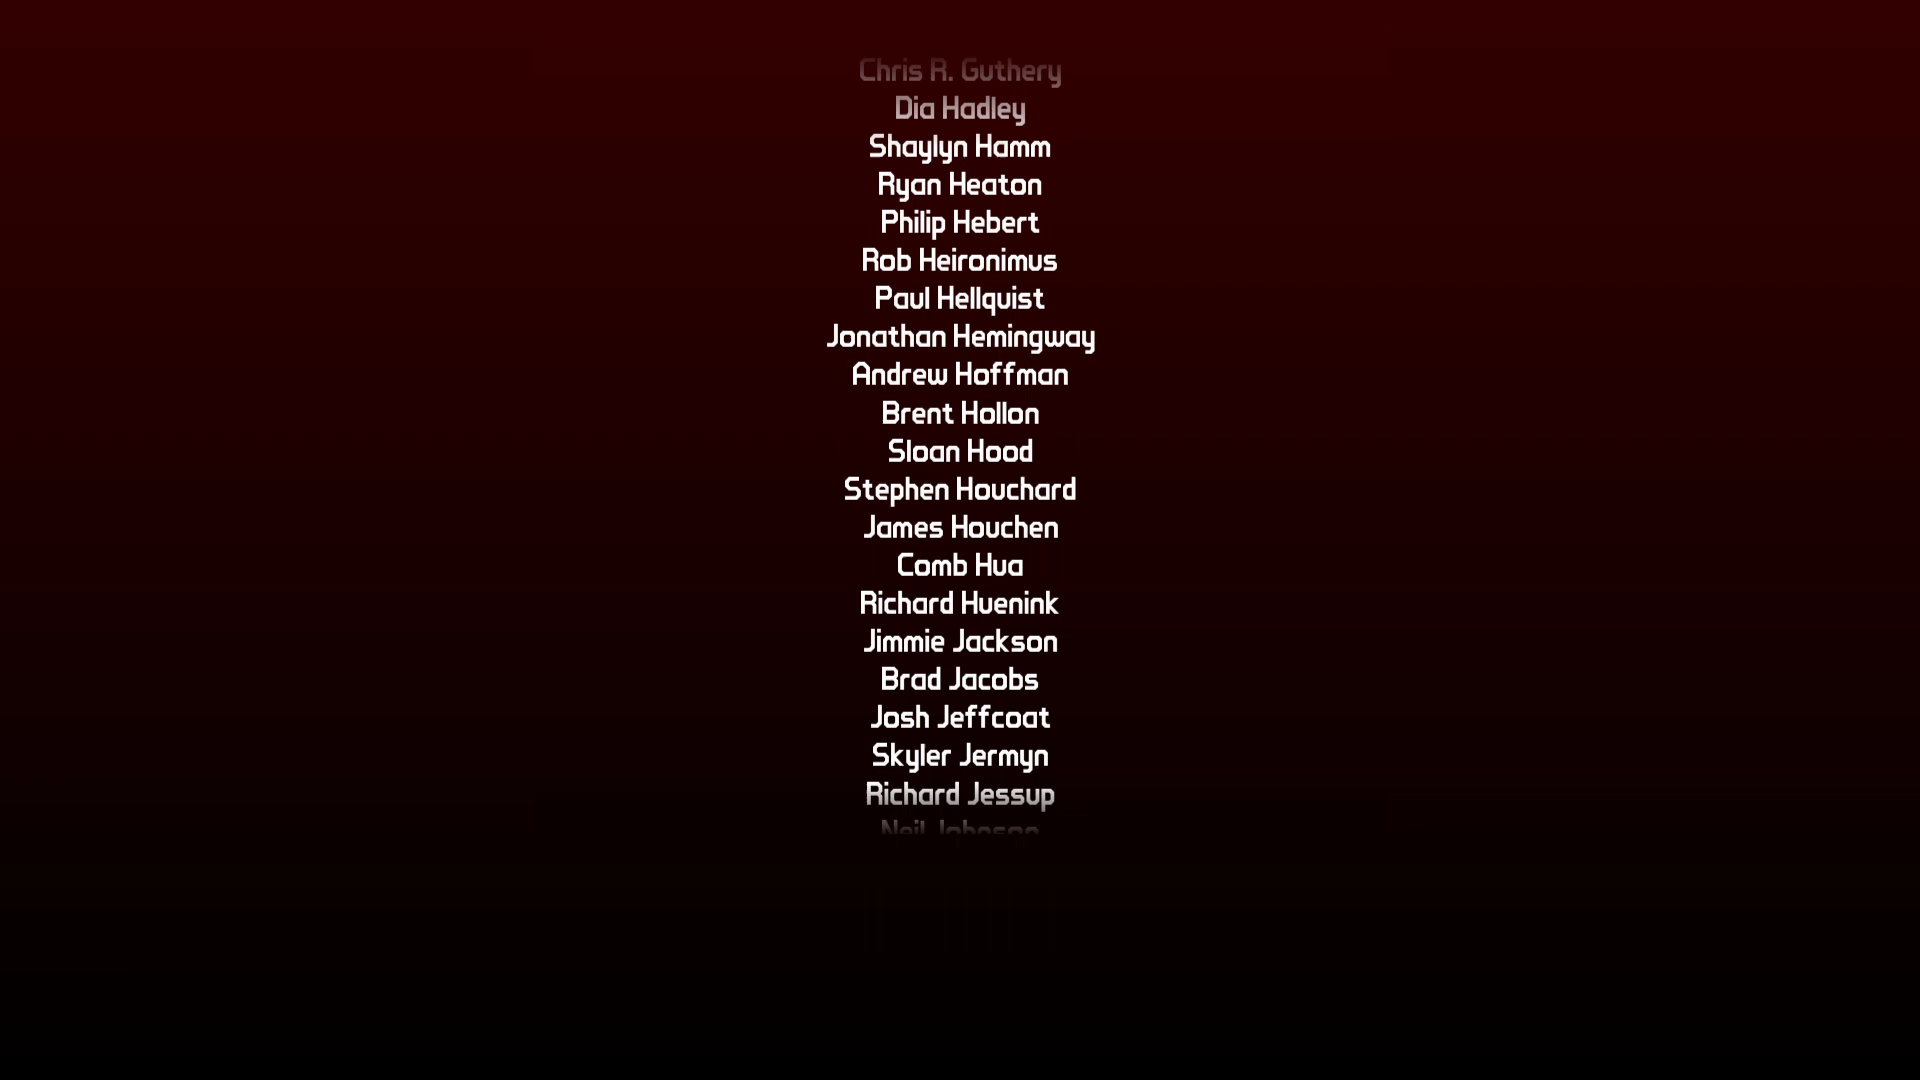 Chris R. Guthery
Dia Hadley
Shaylyn Hamm
Ryan Heaton
Philip Hebert
Rob Heironimus
Paul Hellquist
Jonathan Hemingway
Andrew Hoffman
Brent Hollon
Sloan Hood
Stephen Houchard
James Houchen
Comb Hua
Richard Huenink
Jimmie Jackson
Brad Jacobs
Josh Jeffcoat
Skyler Jermyn
Richard Jessup
Neil Johnson